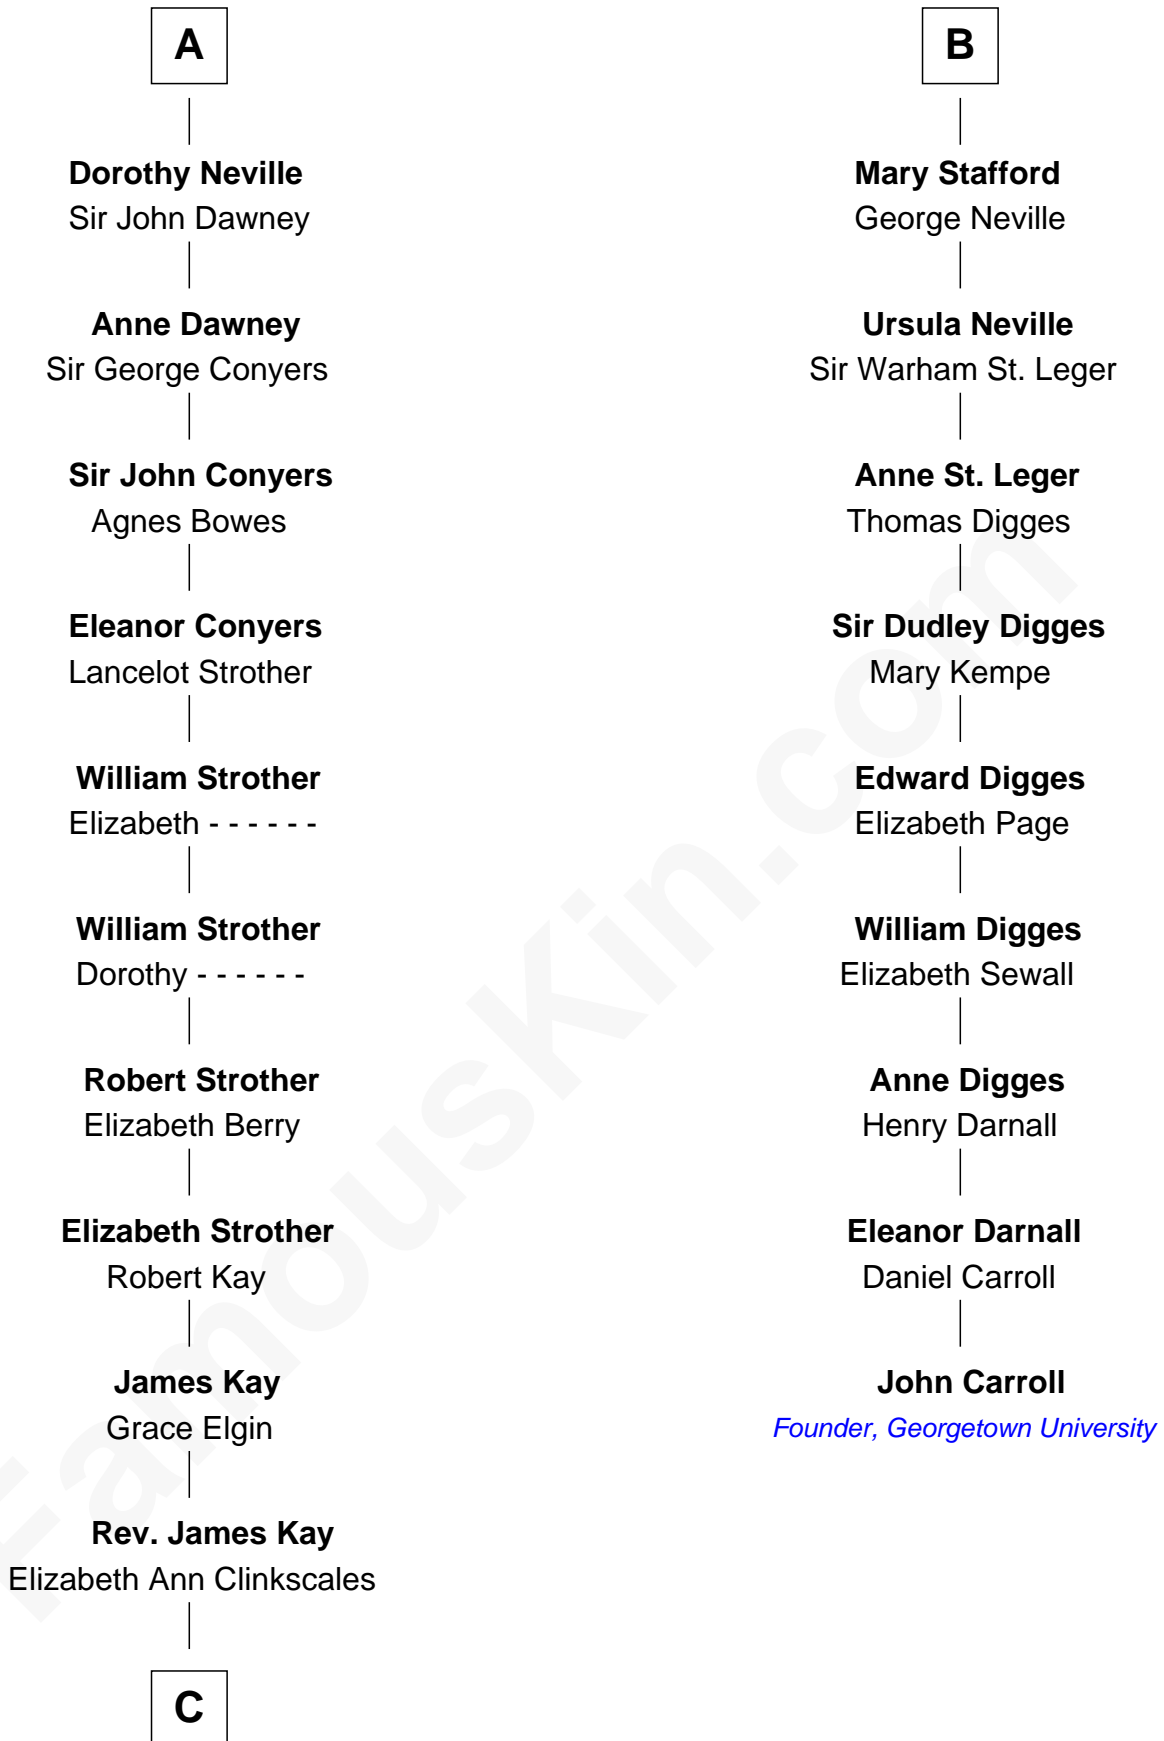 A
Dorothy Neville
Sir John Dawney
Anne Dawney
Sir George Conyers
Sir John Conyers
Agnes Bowes
Eleanor Conyers
Lancelot Strother
William Strother
Elizabeth - - - - - -
William Strother
Dorothy - - - - - -
Robert Strother
Elizabeth Berry
Elizabeth Strother
Robert Kay
James Kay
Grace Elgin
Rev. James Kay
Elizabeth Ann Clinkscales
C
B
Mary Stafford
George Neville
Ursula Neville
Sir Warham St. Leger
Anne St. Leger
Thomas Digges
Sir Dudley Digges
Mary Kempe
Edward Digges
Elizabeth Page
William Digges
Elizabeth Sewall
Anne Digges
Henry Darnall
Eleanor Darnall
Daniel Carroll
John Carroll
Founder, Georgetown University
FamousKin.com